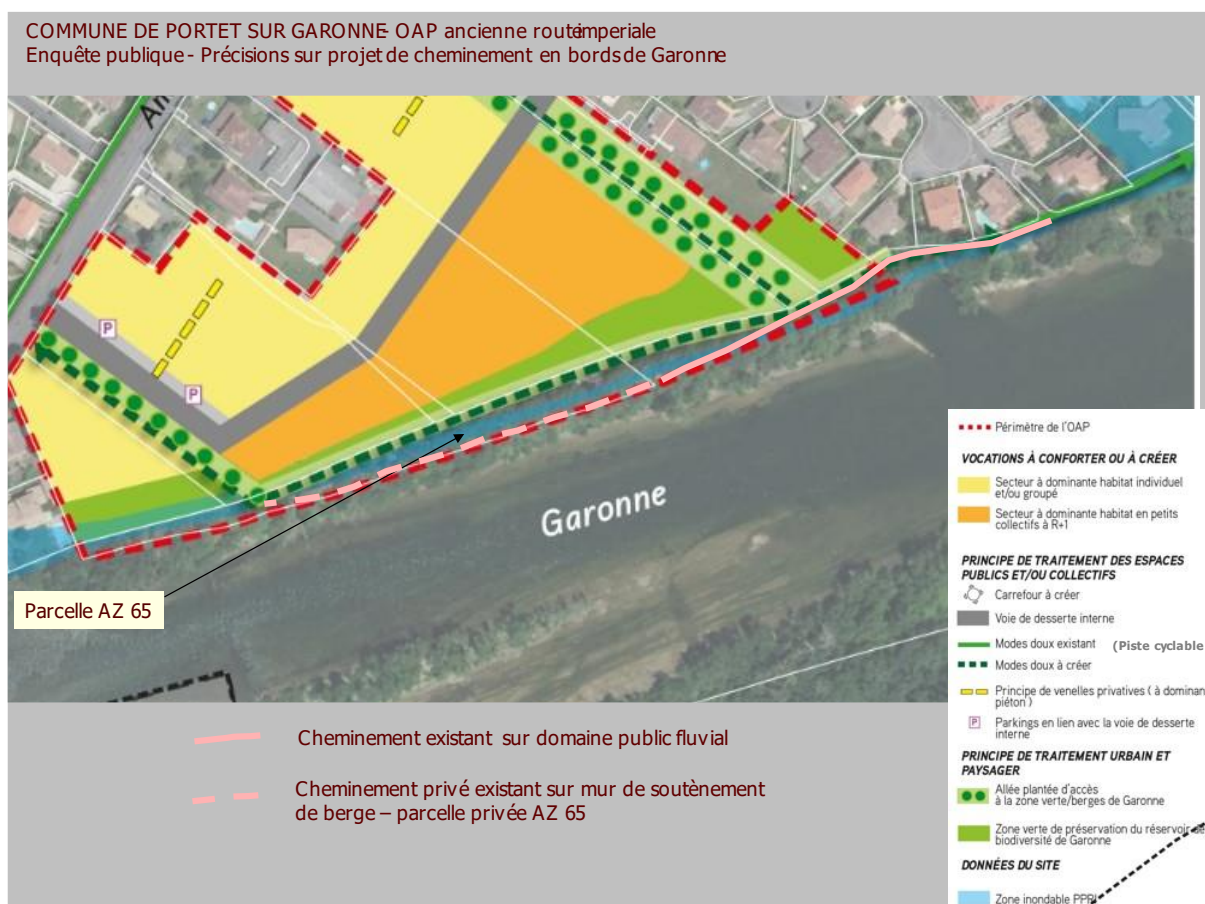 COMMUNE DE PORTET SUR GARONNE- OAP ancienne routeimperiale
Enquête publique - Précisions sur projet de cheminement en bords de Garonne
An
P
P
Garonne
Parcelle AZ 65
Périmètre de l'OAP
VOCATIONS À CONFORTER OU À CRÉER
Secteur à dominante habitat individuel
et/ou groupé
Secteur à dominante habitat en petits
collectifs à R+1
PRINCIPE DE TRAITEMENT DES ESPACES
PUBLICS ET/OU COLLECTIFS
Carrefour à créer
Voie de desserte interne
Modes doux existant (Piste cyclable
Modes doux à créer
Principe de venelles privatives ( à dominan
piéton )
P Parkings en lien avec la voie de desserte
interne
PRINCIPE DE TRAITEMENT URBAIN ET
PAYSAGER
Allée plantée d'accès
à la zone verte/berges de Garonne
Zone verte de préservation du réservoir de
biodiversité de Garonne
DONNÉES DU SITE
Zone inondable PPRI
Cheminement existant sur domaine public fluvial
Cheminement privé existant sur mur de soutènement
de berge – parcelle privée AZ 65